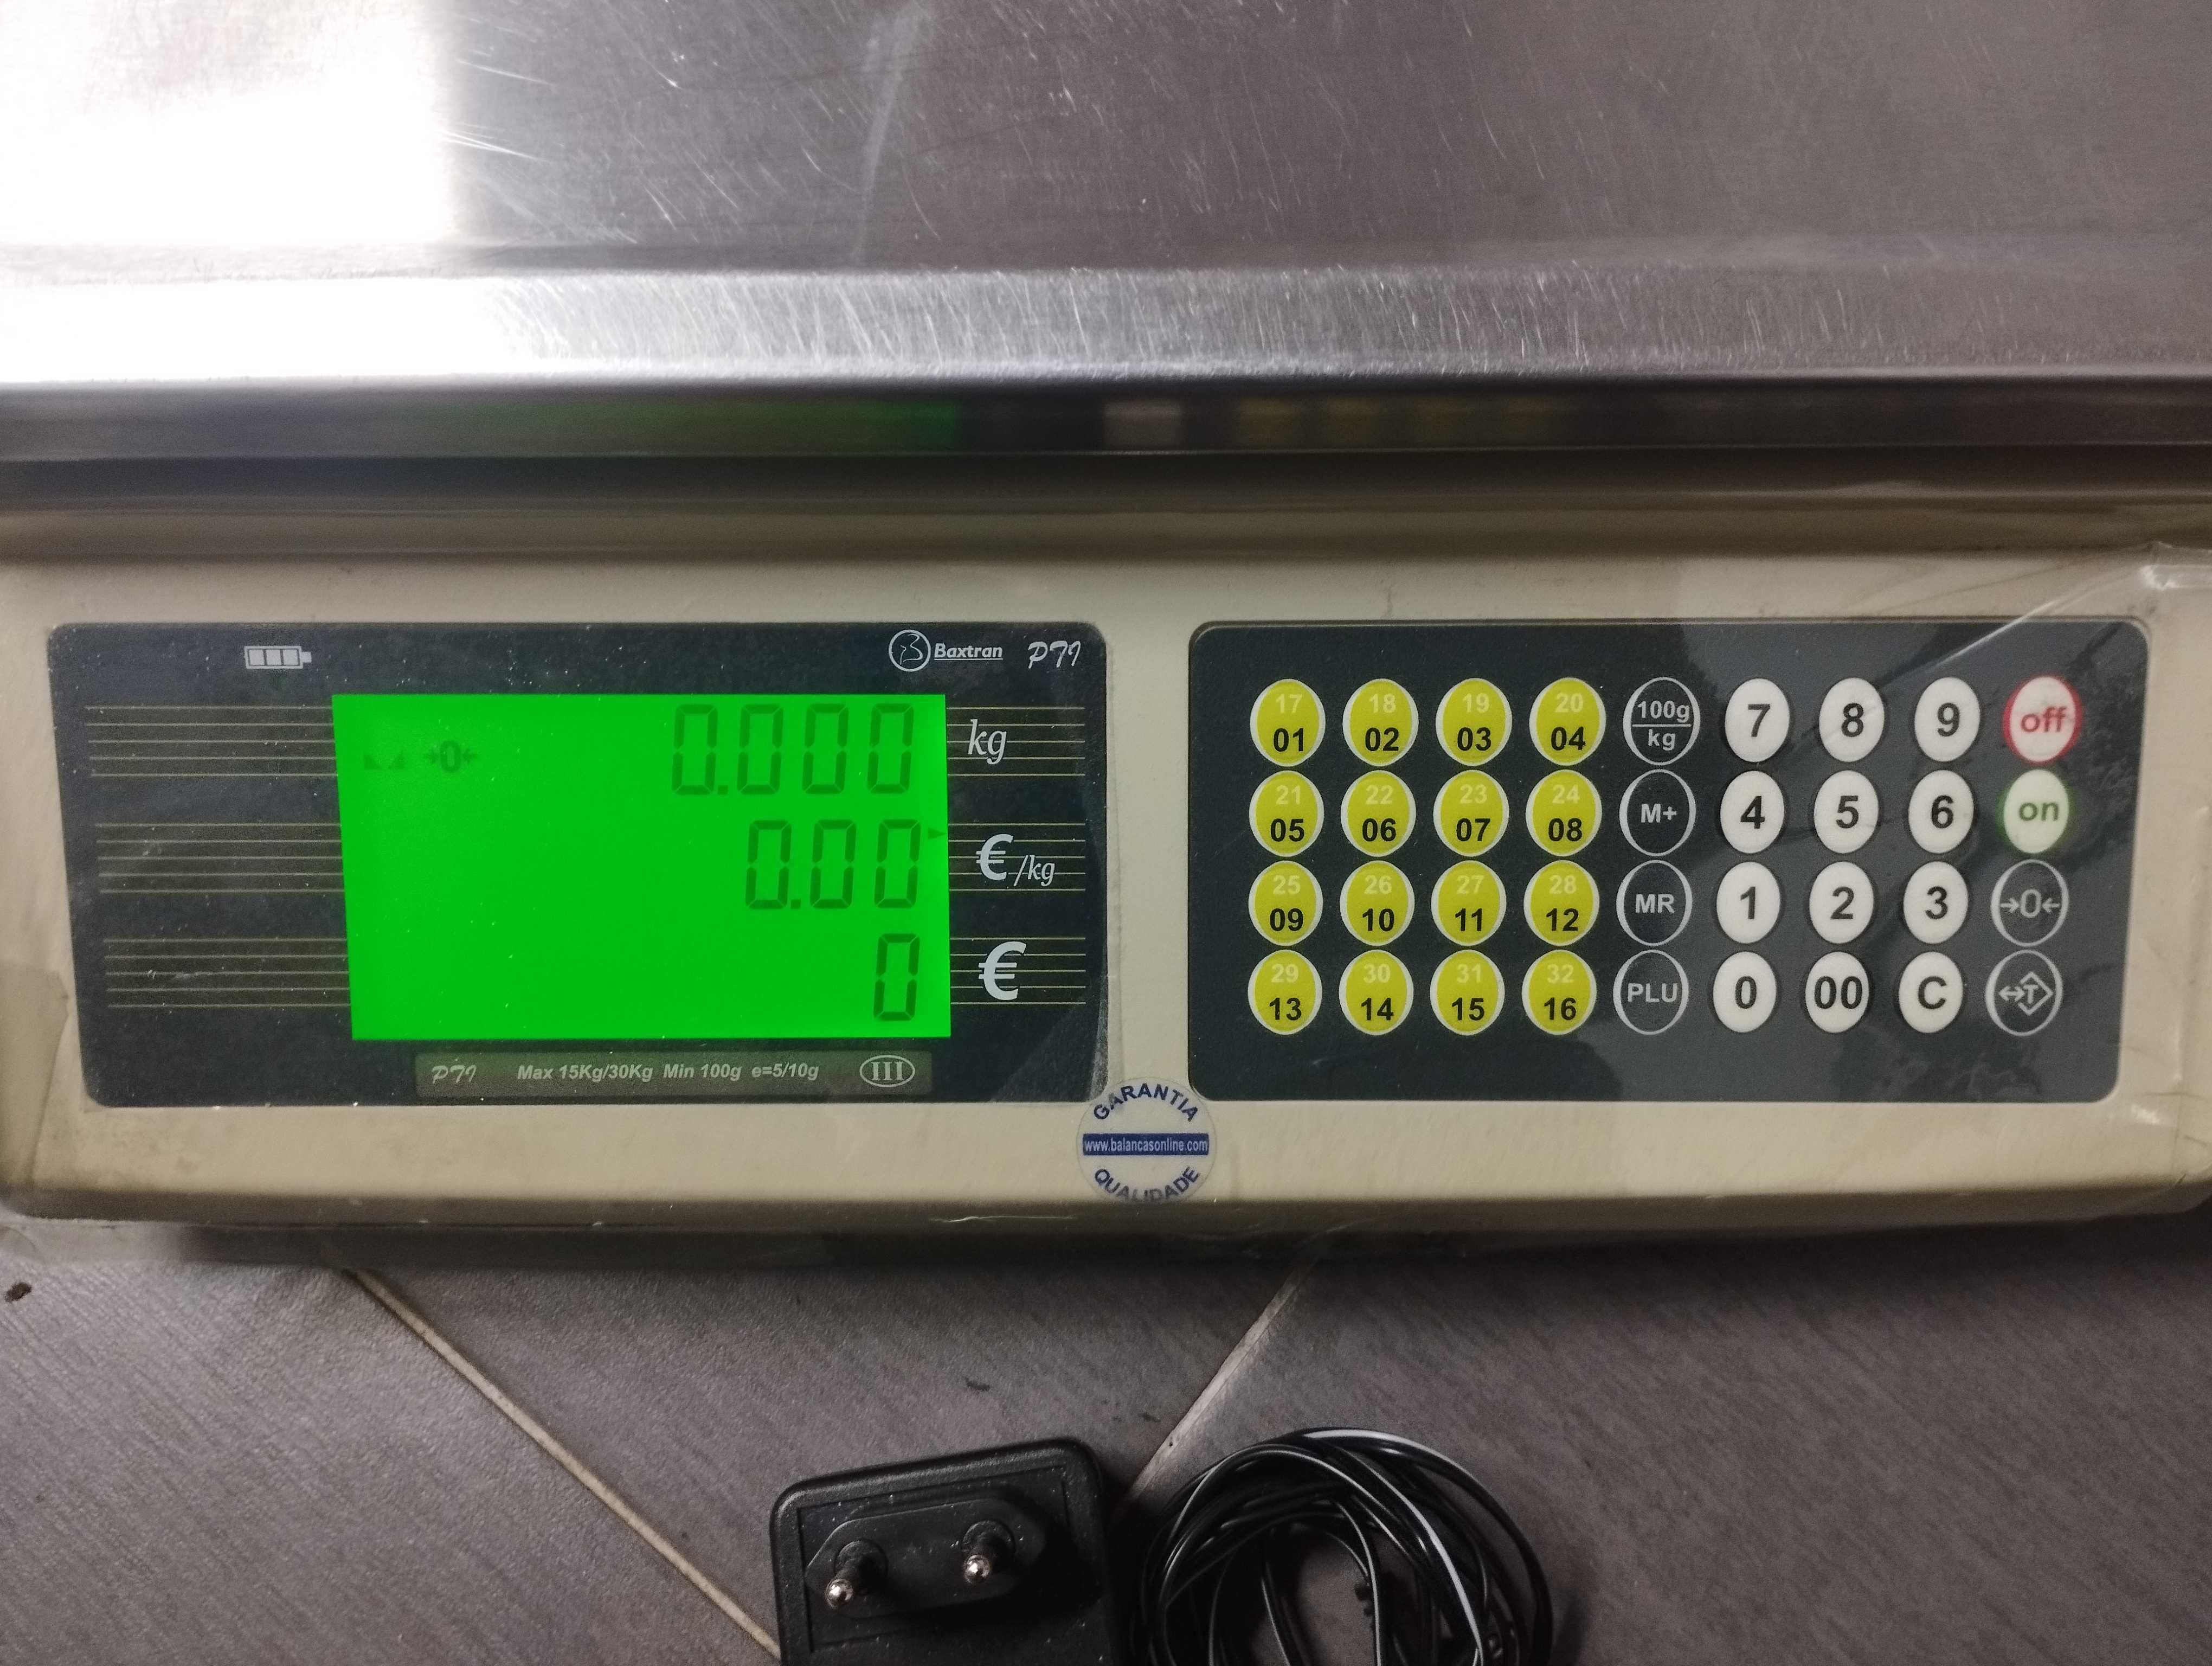 Baxtran PTI
→0← 0.000 kg
0.00 €/kg
0 €
PTI Max 15Kg/30Kg Min 100g e=5/10g III
17 18 19 20
01 02 03 04 100g/kg 7 8 9 off
21 22 23 24
05 06 07 08 M+ 4 5 6 on
25 26 27 28
09 10 11 12 MR 1 2 3 →0←
29 30 31 32
13 14 15 16 PLU 0 00 C ↔T
GARANTIA
www.balancasonline.com
QUALIDADE